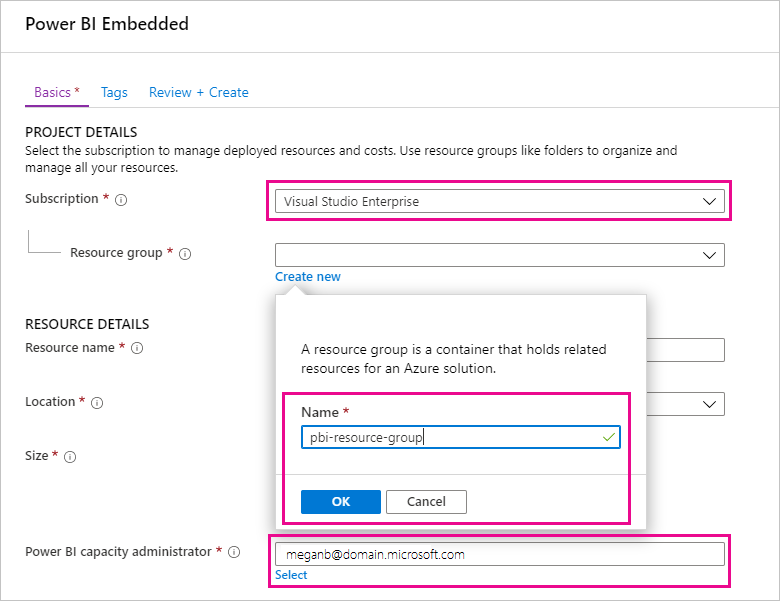 Power BI Embedded
Basics * Tags Review + Create
PROJECT DETAILS
Select the subscription to manage deployed resources and costs. Use resource groups like folders to organize and
manage all your resources.
Subscription * Visual Studio Enterprise
Resource group *
Create new
A resource group is a container that holds related
resources for an Azure solution.
Name *
pbi-resource-group
OK Cancel
RESOURCE DETAILS
Resource name *
Location *
Size *
Power BI capacity administrator * meganb@domain.microsoft.com
Select